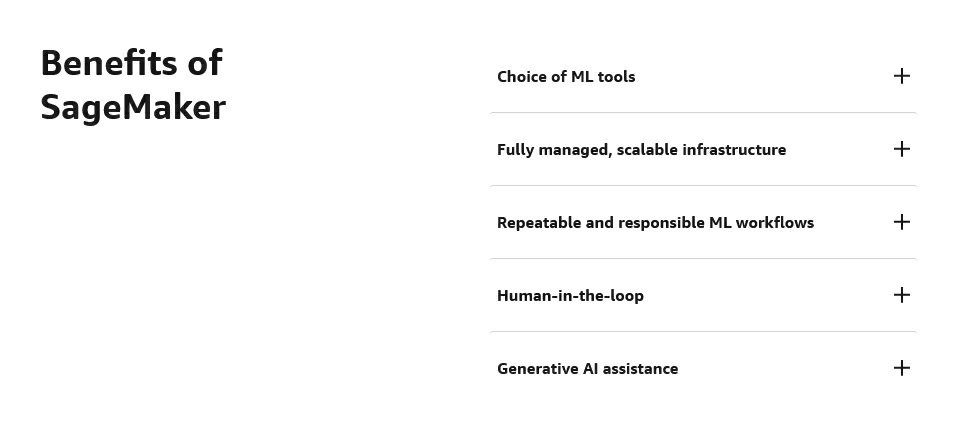 Benefits of
SageMaker
Choice of ML tools
Fully managed, scalable infrastructure
Repeatable and responsible ML workflows
Human-in-the-loop
Generative AI assistance